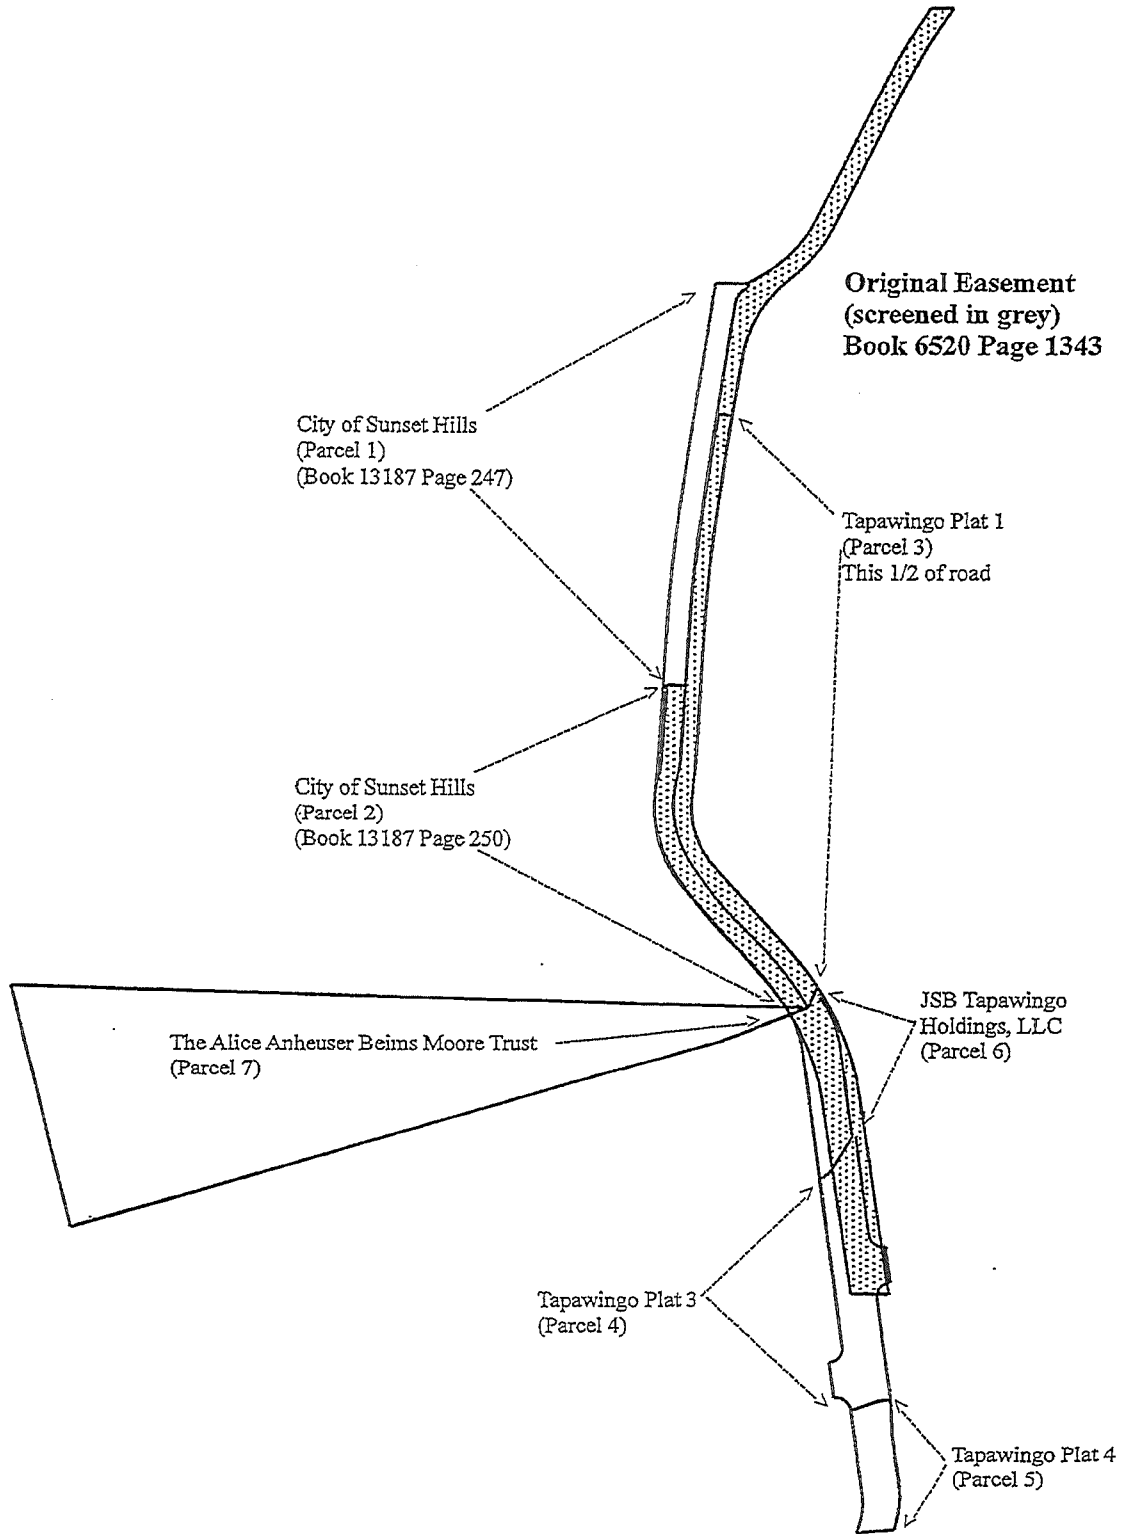 Original Easement
(screened in grey)
Book 6520 Page 1343
City of Sunset Hills
(Parcel 1)
(Book 13187 Page 247)
Tapawingo Plat 1
(Parcel 3)
This 1/2 of road
City of Sunset Hills
(Parcel 2)
(Book 13187 Page 250)
JSB Tapawingo
Holdings, LLC
(Parcel 6)
The Alice Anheuser Beims Moore Trust
(Parcel 7)
Tapawingo Plat 3
(Parcel 4)
Tapawingo Plat 4
(Parcel 5)